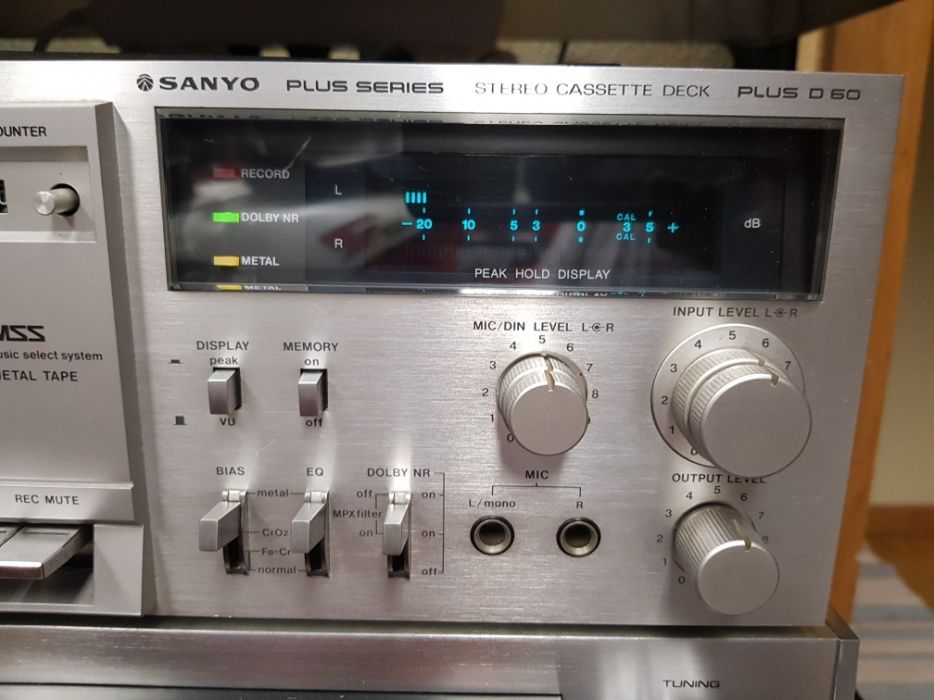 SANYO PLUS SERIES STEREO CASSETTE DECK PLUS D 60
OUNTER
RECORD
DOLBY NR
METAL
L
R
- 20 10 5 3 0 CAL 3 CAL 5 +
dB
PEAK HOLD DISPLAY
MSS
usic select system
ETAL TAPE
REC MUTE
DISPLAY
peak
VU
MEMORY
on
off
MIC/DIN LEVEL L R
0 1 2 3 4 5 6 7 8
INPUT LEVEL L R
0 1 2 3 4 5 6 7
BIAS
EQ
metal
CrO2
Fe-Cr
normal
DOLBY NR
off on
MPX filter
on on
off
MIC
L/mono
R
OUTPUT LEVEL
0 1 2 3 4 5 6 7 8
TUNING